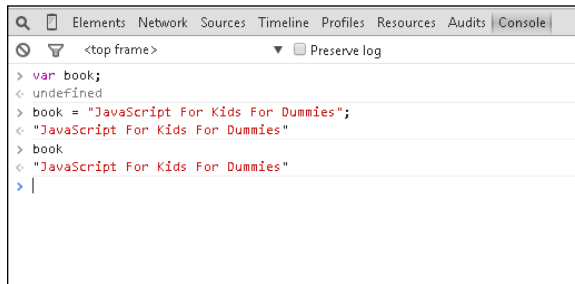 Elements Network Sources Timeline Profiles Resources Audits Console
<top frame> ▼ Preserve log
> var book;
< undefined
> book = "JavaScript For Kids For Dummies";
< "JavaScript For Kids For Dummies"
> book
< "JavaScript For Kids For Dummies"
>